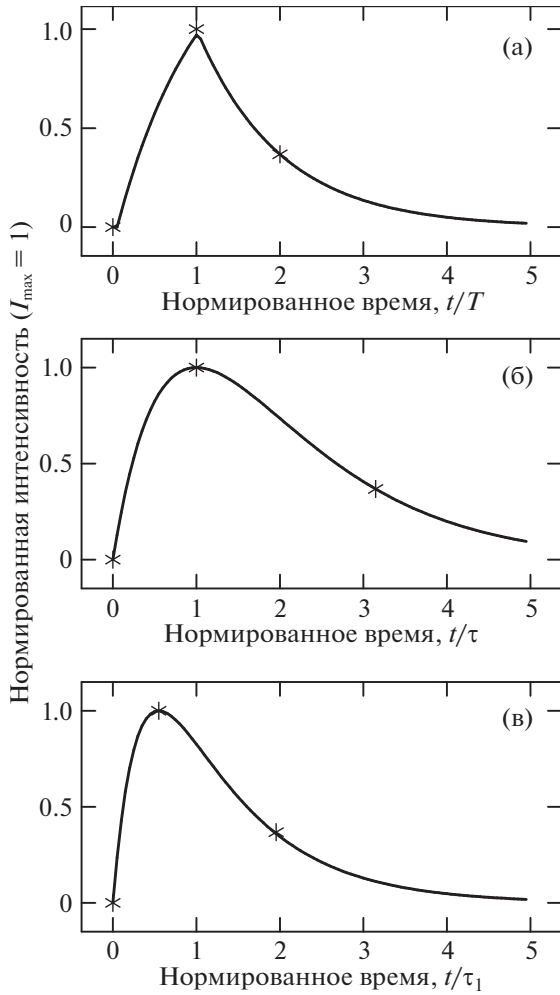 Нормированная интенсивность (I_max = 1)
(а)
1.0
0.5
0
0 1 2 3 4 5
Нормированное время, t/T
(б)
1.0
0.5
0
0 1 2 3 4 5
Нормированное время, t/τ
(в)
1.0
0.5
0
0 1 2 3 4 5
Нормированное время, t/τ₁